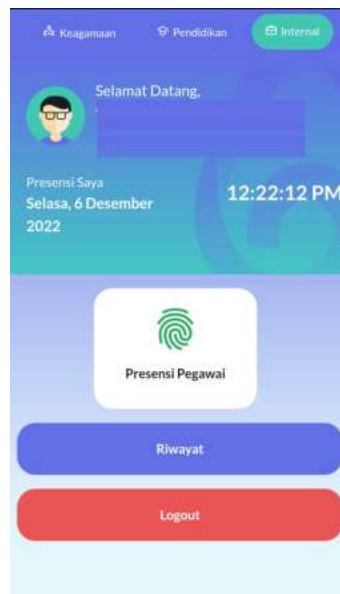 Keagamaan
Pendidikan
Internal
Selamat Datang,
Presensi Saya
12:22:12 PM
Selasa, 6 Desember
2022
Presensi Pegawai
Riwayat
Logout